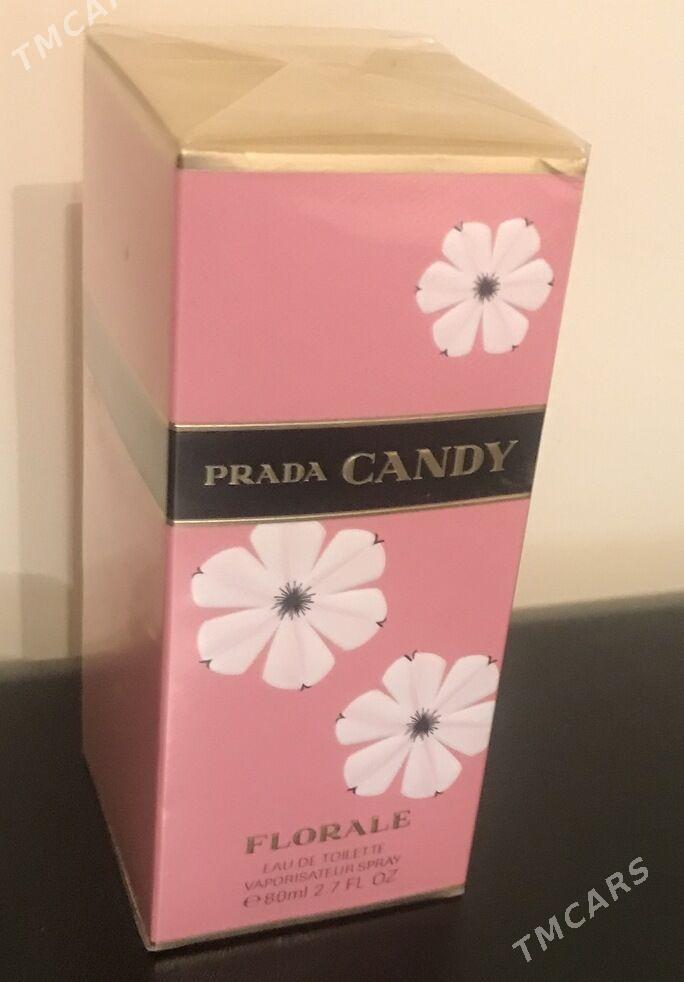 TMCARS
PRADA CANDY
FLORALE
EAU DE TOILETTE
VAPORISATEUR SPRAY
℮80ml 2.7 FL OZ
TMCARS